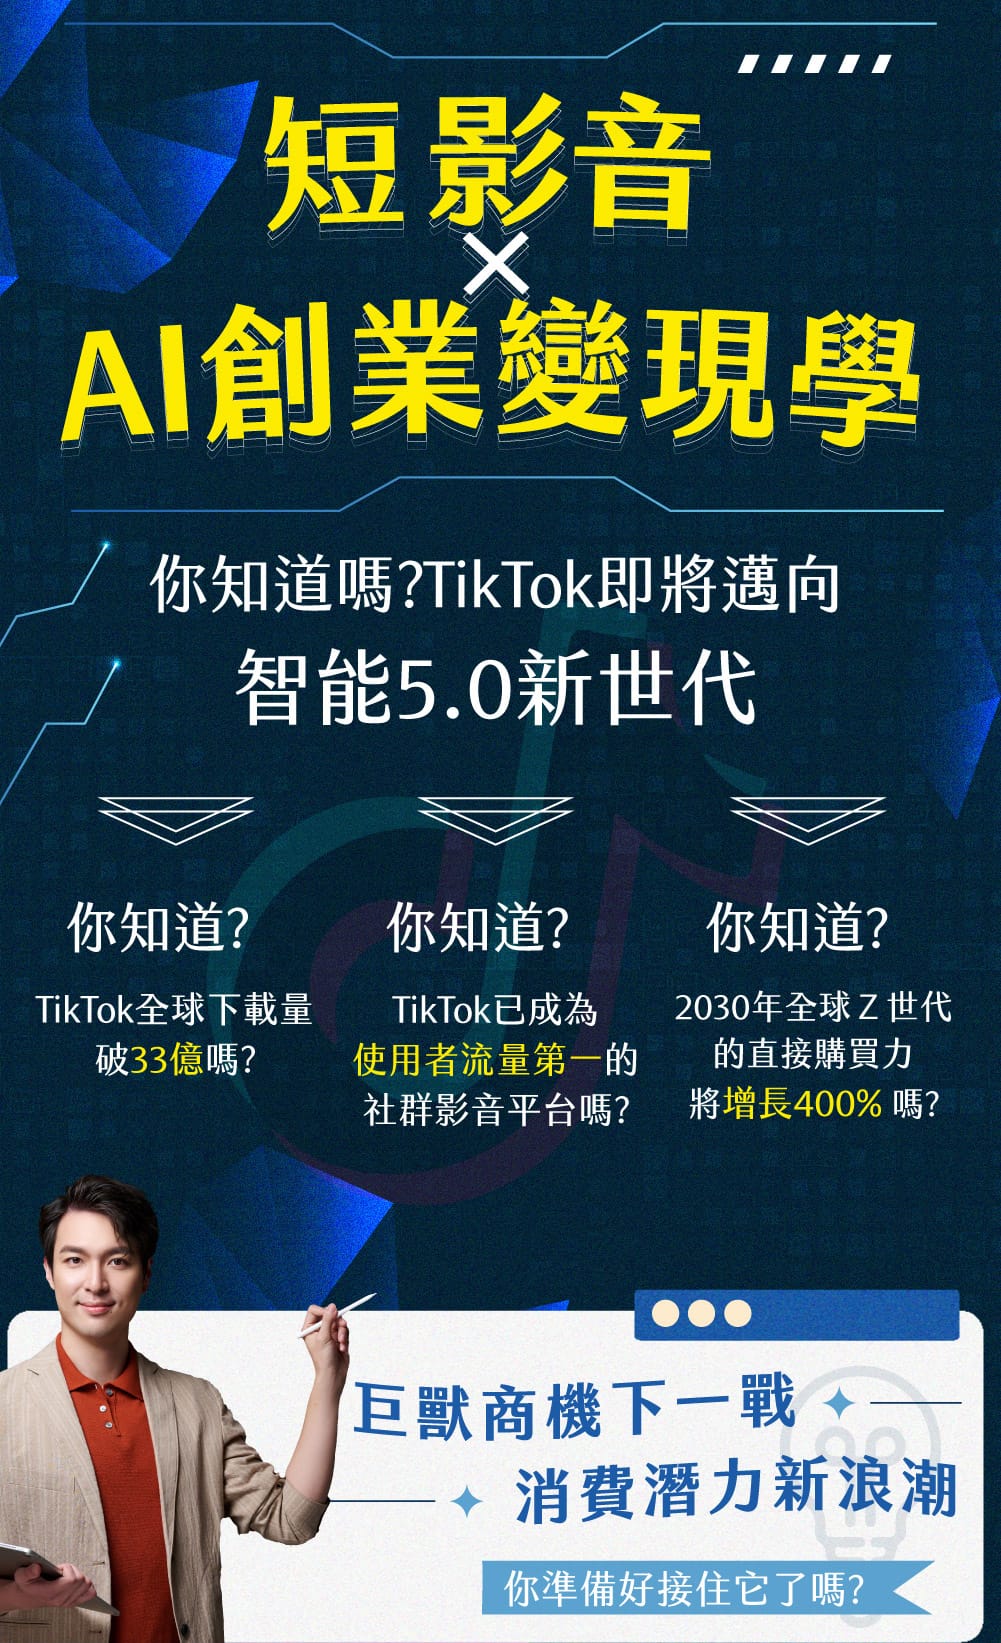 短影音
×
AI創業變現學
你知道嗎?TikTok即將邁向
智能5.0新世代
你知道?
TikTok全球下載量
破33億嗎?
你知道?
TikTok已成為
使用者流量第一的
社群影音平台嗎?
你知道?
2030年全球 Z 世代
的直接購買力
將增長400% 嗎?
巨獸商機下一戰
消費潛力新浪潮
你準備好接住它了嗎?